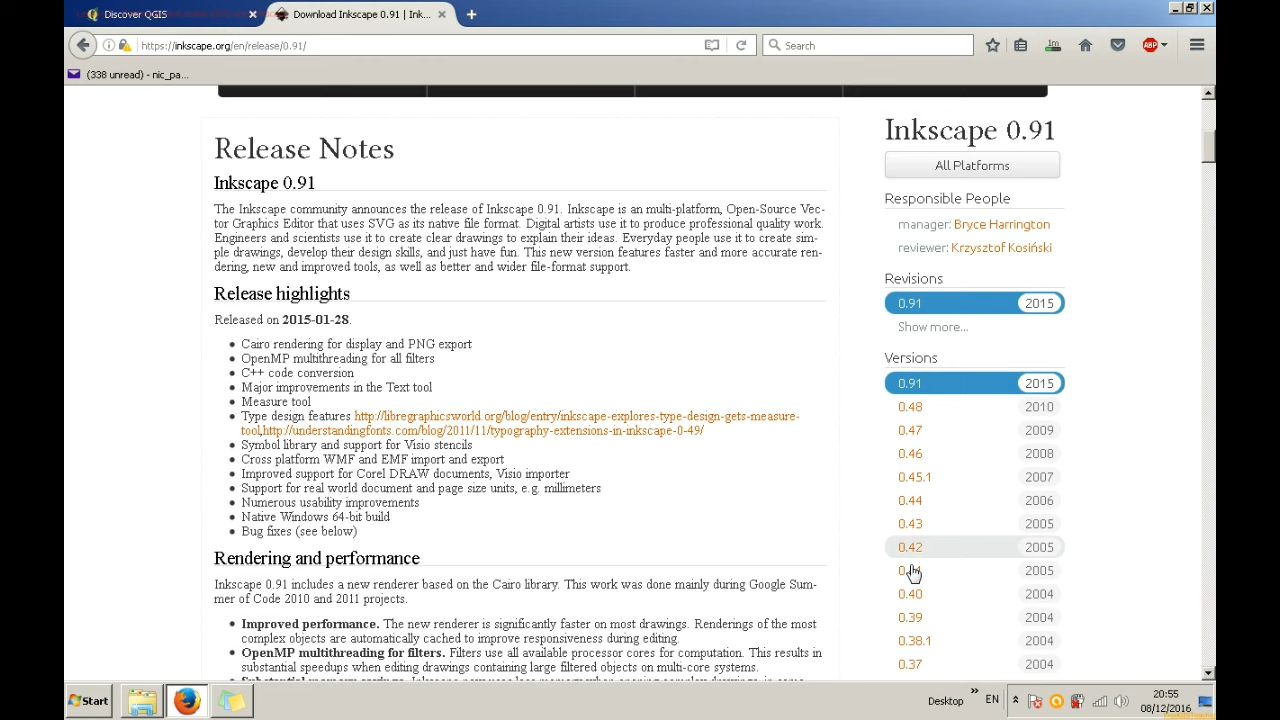 Discover QGIS
Download Inkscape 0.91 | Ink...
https://inkscape.org/en/release/0.91/
Search
1m
ABP
(338 unread) - nic_pa...
Release Notes
Inkscape 0.91
The Inkscape community announces the release of Inkscape 0.91. Inkscape is an multi-platform, Open-Source Vec-
tor Graphics Editor that uses SVG as its native file format. Digital artists use it to produce professional quality work.
Engineers and scientists use it to create clear drawings to explain their ideas. Everyday people use it to create sim-
ple drawings, develop their design skills, and just have fun. This new version features faster and more accurate ren-
dering, new and improved tools, as well as better and wider file-format support.
Release highlights
Released on 2015-01-28.
Cairo rendering for display and PNG export
OpenMP multithreading for all filters
C++ code conversion
Major improvements in the Text tool
Measure tool
Type design features http://libregraphicsworld.org/blog/entry/inkscape-explores-type-design-gets-measure-
tool,http://understandingfonts.com/blog/2011/11/typography-extensions-in-inkscape-0-49/
Symbol library and support for Visio stencils
Cross platform WMF and EMF import and export
Improved support for Corel DRAW documents, Visio importer
Support for real world document and page size units, e.g. millimeters
Numerous usability improvements
Native Windows 64-bit build
Bug fixes (see below)
Rendering and performance
Inkscape 0.91 includes a new renderer based on the Cairo library. This work was done mainly during Google Sum-
mer of Code 2010 and 2011 projects.
Improved performance. The new renderer is significantly faster on most drawings. Renderings of the most
complex objects are automatically cached to improve responsiveness during editing.
OpenMP multithreading for filters. Filters use all available processor cores for computation. This results in
substantial speedups when editing drawings containing large filtered objects on multi-core systems.
Inkscape 0.91
All Platforms
Responsible People
manager: Bryce Harrington
reviewer: Krzysztof Kosiński
Revisions
0.91 2015
Show more...
Versions
0.91 2015
0.48 2010
0.47 2009
0.46 2008
0.45.1 2007
0.44 2006
0.43 2005
0.42 2005
2005
0.40 2004
0.39 2004
0.38.1 2004
0.37 2004
Start
Desktop
EN
20:55
08/12/2016